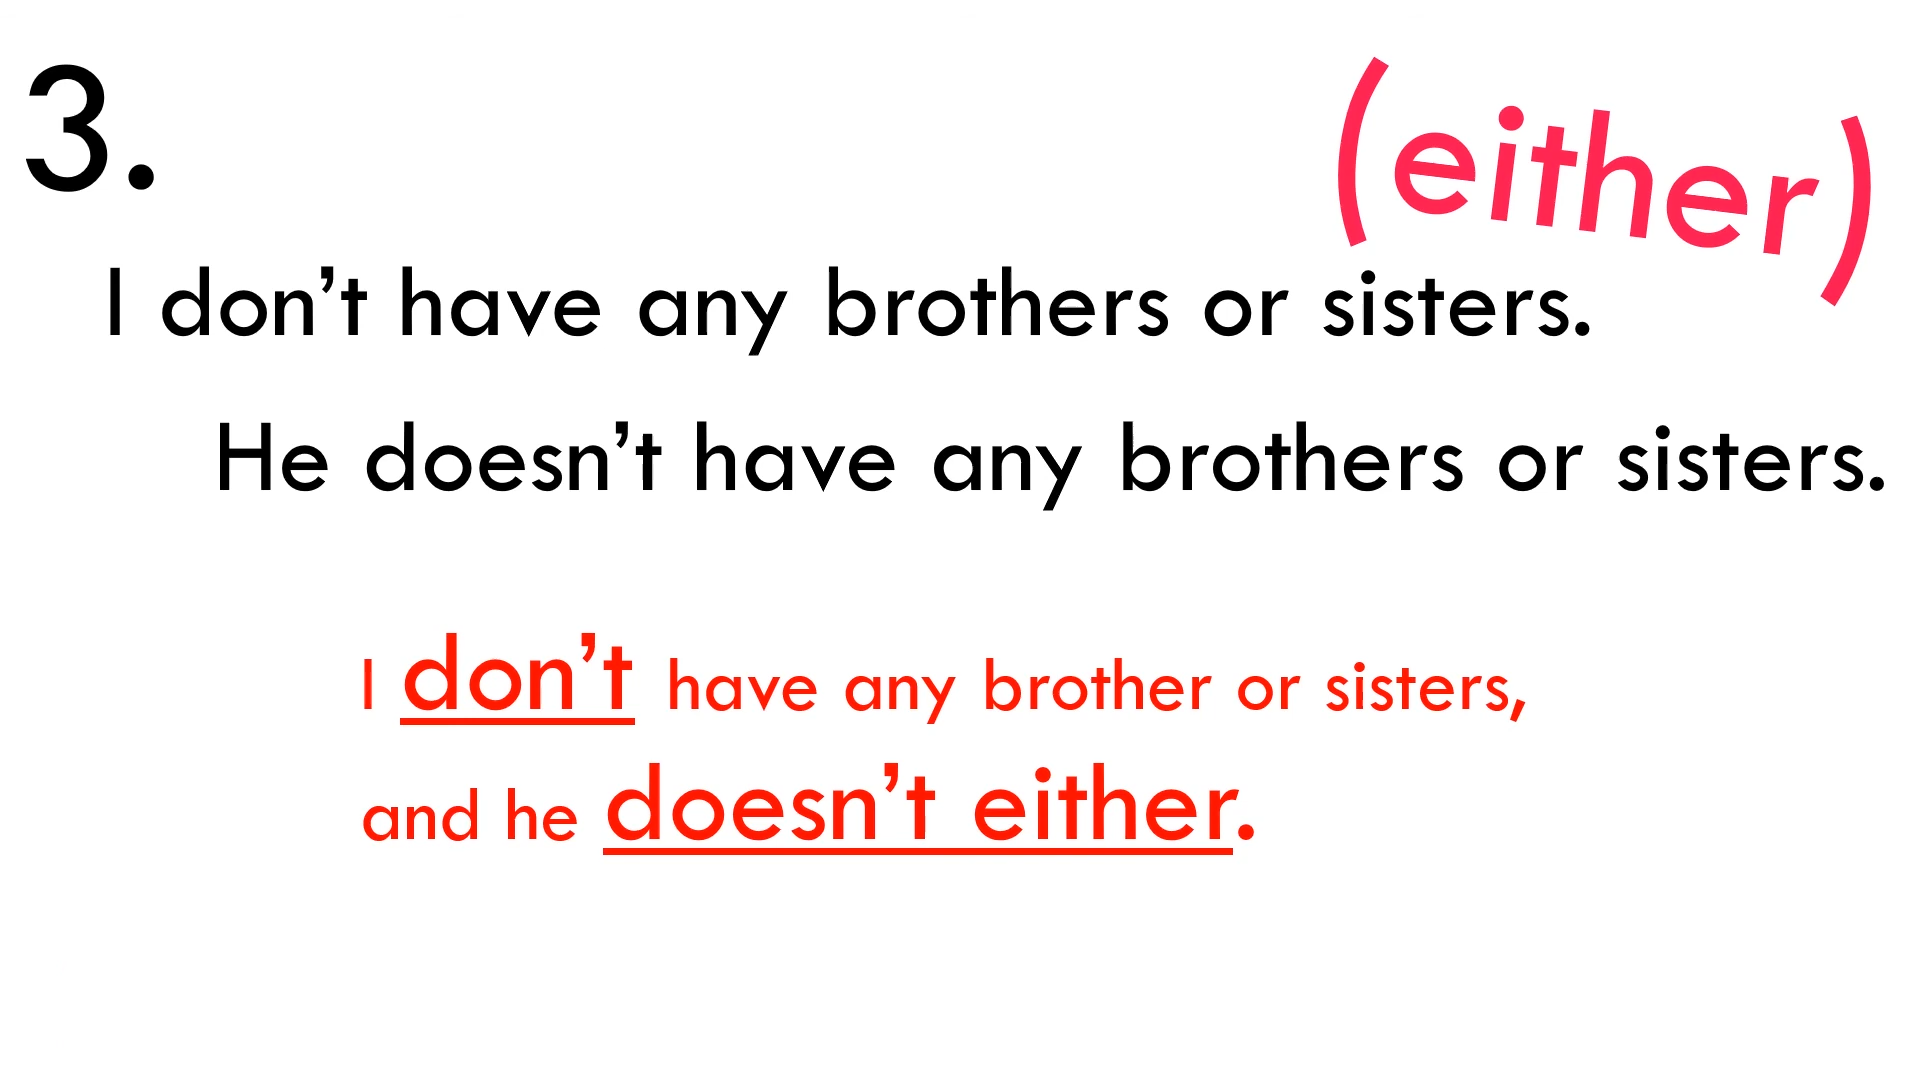 3.
(either)
I don’t have any brothers or sisters.
He doesn’t have any brothers or sisters.
I don’t have any brother or sisters,
and he doesn’t either.